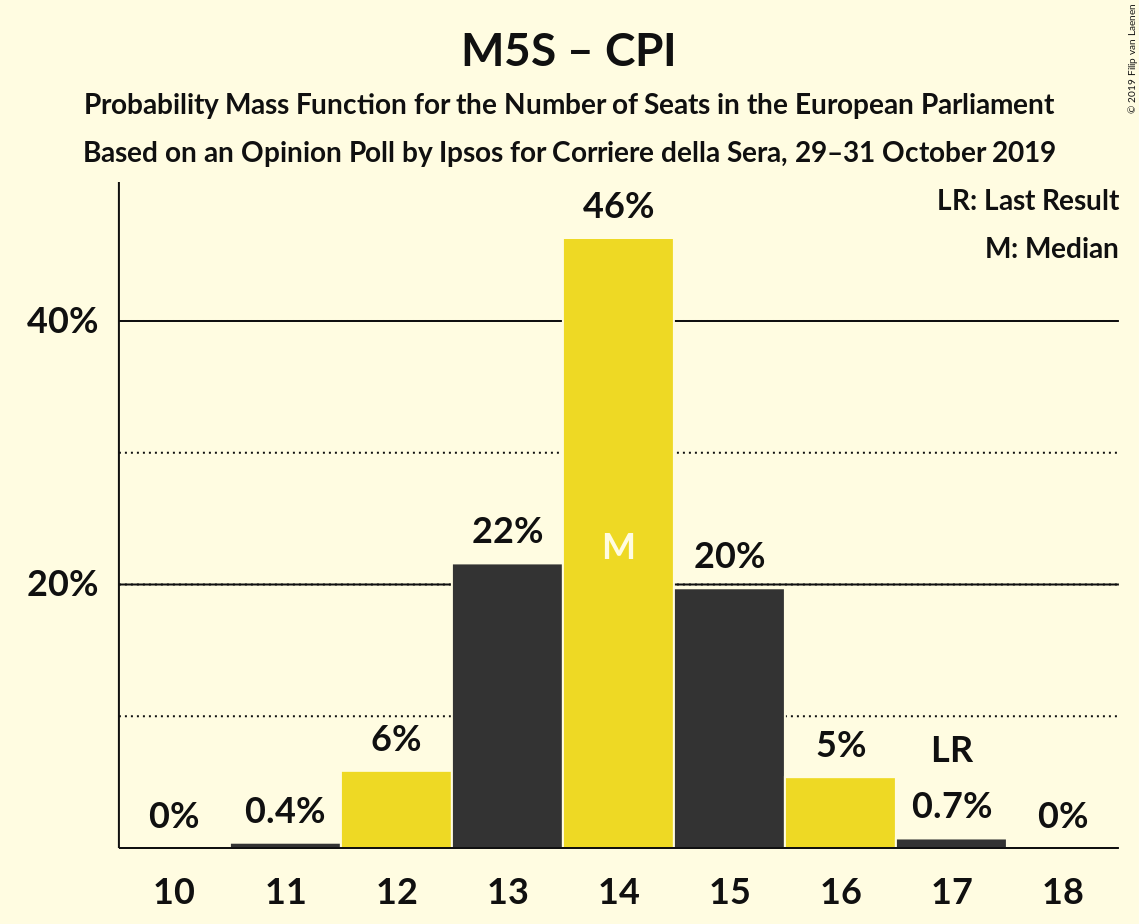 M5S – CPI
Probability Mass Function for the Number of Seats in the European Parliament
Based on an Opinion Poll by Ipsos for Corriere della Sera, 29–31 October 2019
© 2019 Filip van Laenen
LR: Last Result
M: Median
40%
20%
0%
0.4%
6%
22%
46%
M
20%
5%
LR
0.7%
0%
10 11 12 13 14 15 16 17 18